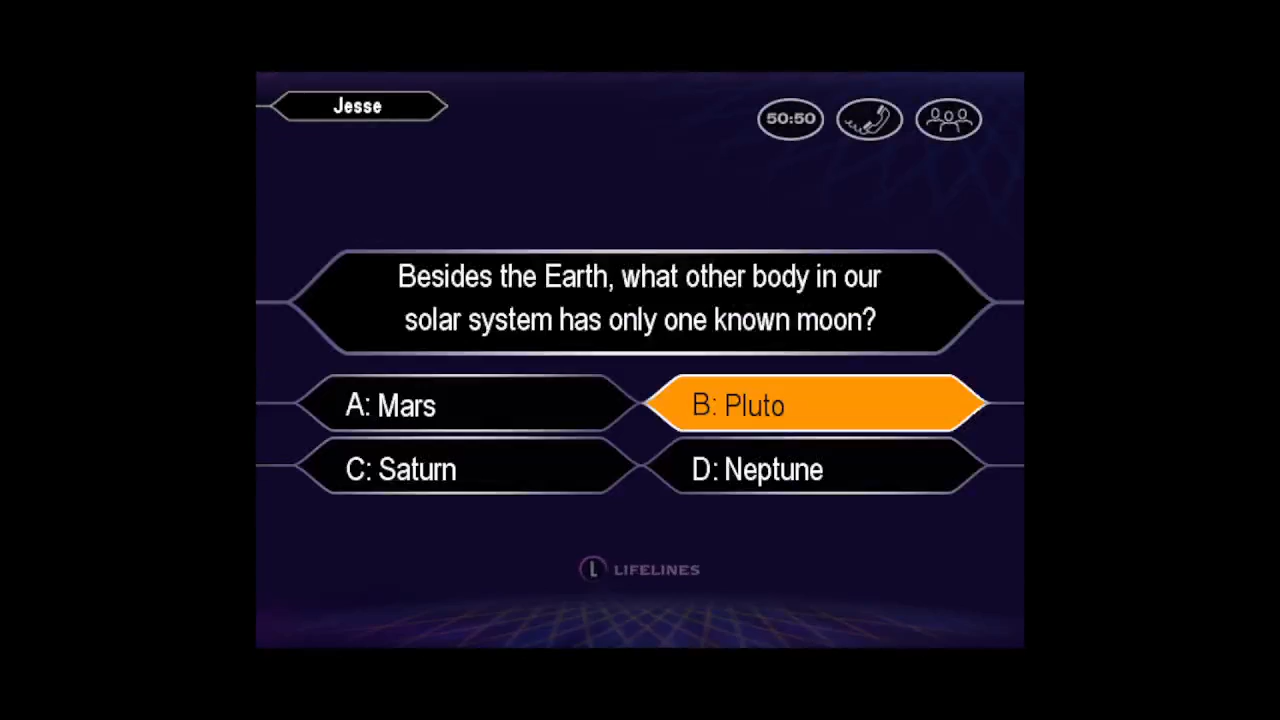 Jesse
50:50
Besides the Earth, what other body in our
solar system has only one known moon?
A: Mars
B: Pluto
C: Saturn
D: Neptune
L LIFELINES